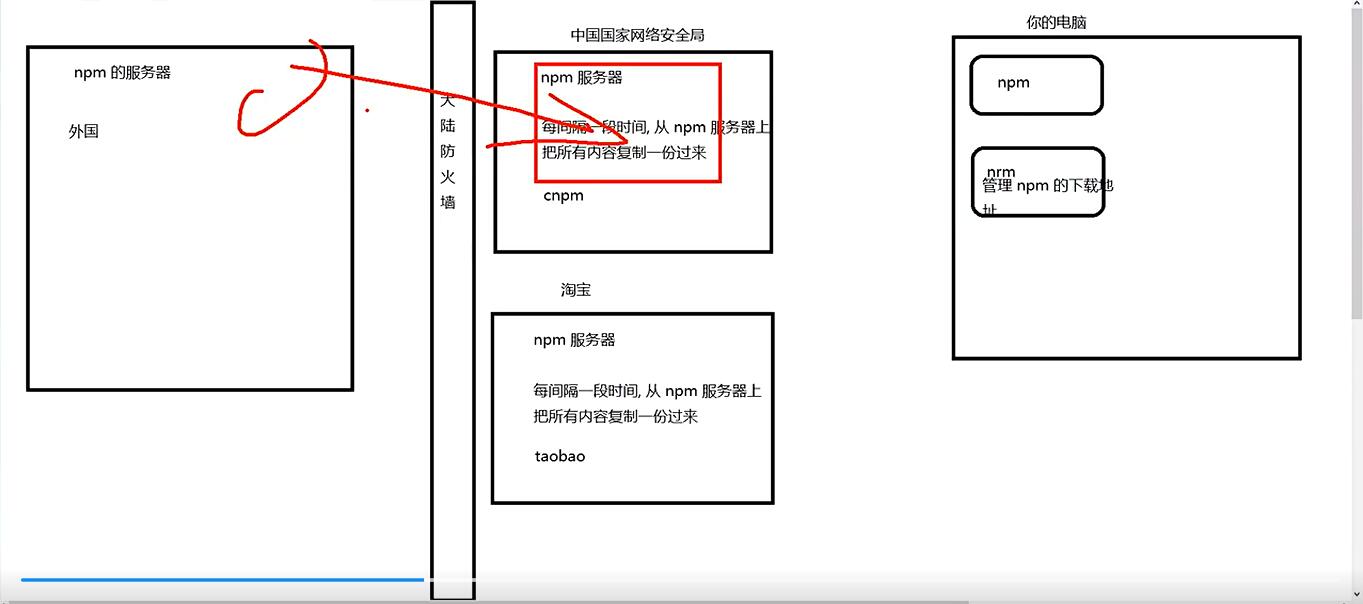 npm 的服务器
外国
大
陆
防
火
墙
中国国家网络安全局
npm 服务器
每间隔一段时间, 从 npm 服务器上
把所有内容复制一份过来
cnpm
淘宝
npm 服务器
每间隔一段时间, 从 npm 服务器上
把所有内容复制一份过来
taobao
你的电脑
npm
nrm
管理 npm 的下载地
址